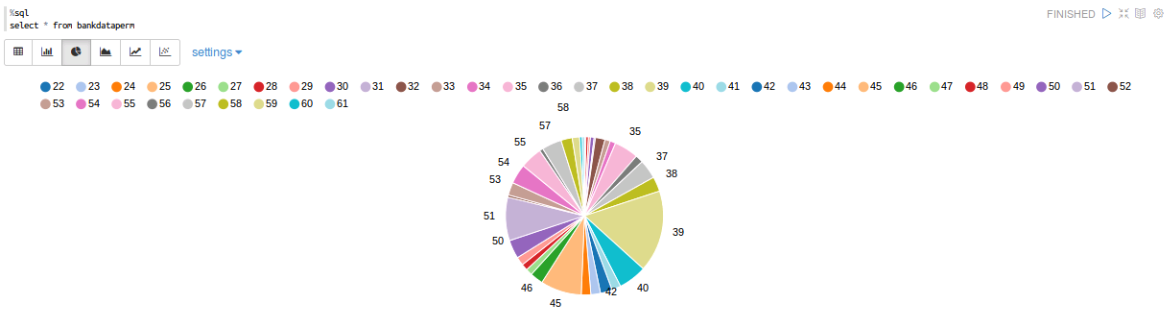 %sql
FINISHED
select * from bankdataperm
settings
22 23 24 25 26 27 28 29 30 31 32 33 34 35 36 37 38 39 40 41 42 43 44 45 46 47 48 49 50 51 52
53 54 55 56 57 58 59 60 61
58
57
35
55
37
54
38
53
51
39
50
46
42
40
45